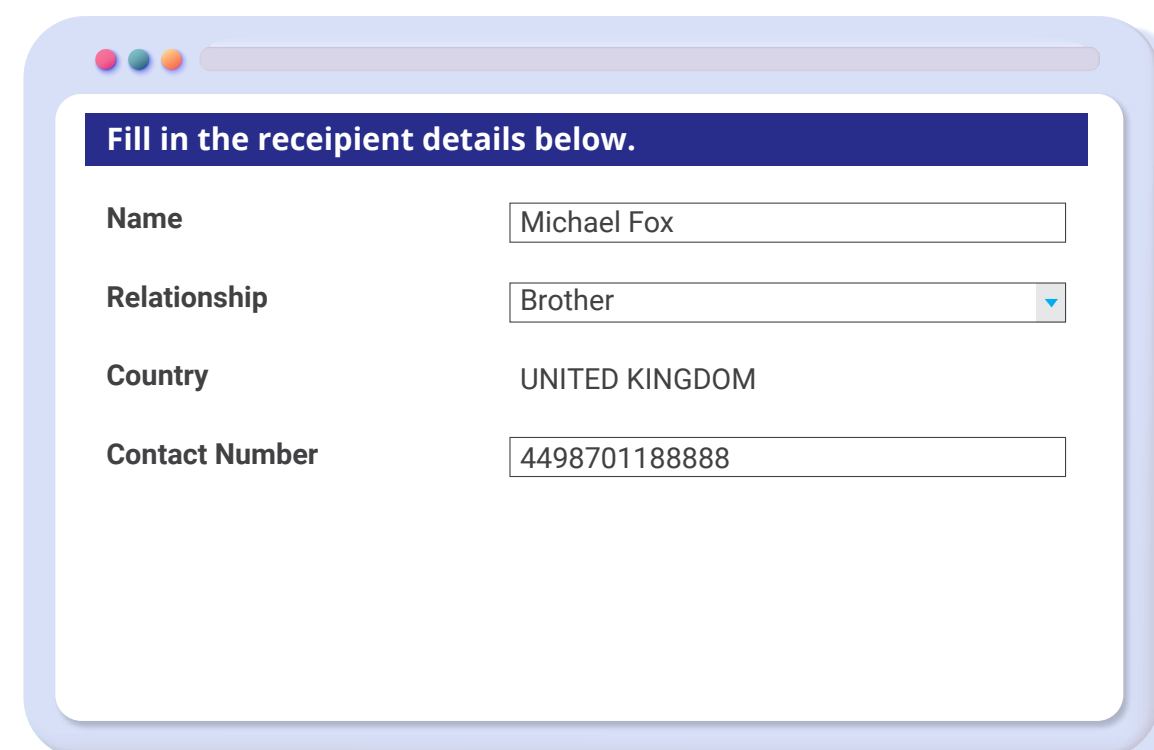 Fill in the receipient details below.
Name
Michael Fox
Relationship
Brother
Country
UNITED KINGDOM
Contact Number
4498701188888